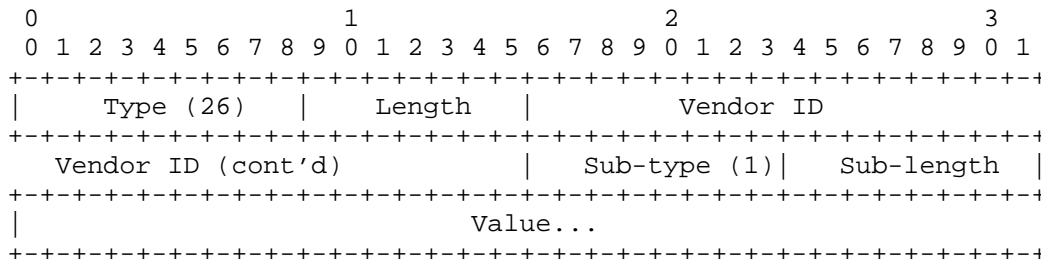 0                   1                   2                   3
 0 1 2 3 4 5 6 7 8 9 0 1 2 3 4 5 6 7 8 9 0 1 2 3 4 5 6 7 8 9 0 1
+-+-+-+-+-+-+-+-+-+-+-+-+-+-+-+-+-+-+-+-+-+-+-+-+-+-+-+-+-+-+-+-+
|     Type (26)   |    Length   |         Vendor ID
+-+-+-+-+-+-+-+-+-+-+-+-+-+-+-+-+-+-+-+-+-+-+-+-+-+-+-+-+-+-+-+-+
   Vendor ID (cont’d)           |   Sub-type (1)|   Sub-length  |
+-+-+-+-+-+-+-+-+-+-+-+-+-+-+-+-+-+-+-+-+-+-+-+-+-+-+-+-+-+-+-+-+
|                            Value...
+-+-+-+-+-+-+-+-+-+-+-+-+-+-+-+-+-+-+-+-+-+-+-+-+-+-+-+-+-+-+-+-+